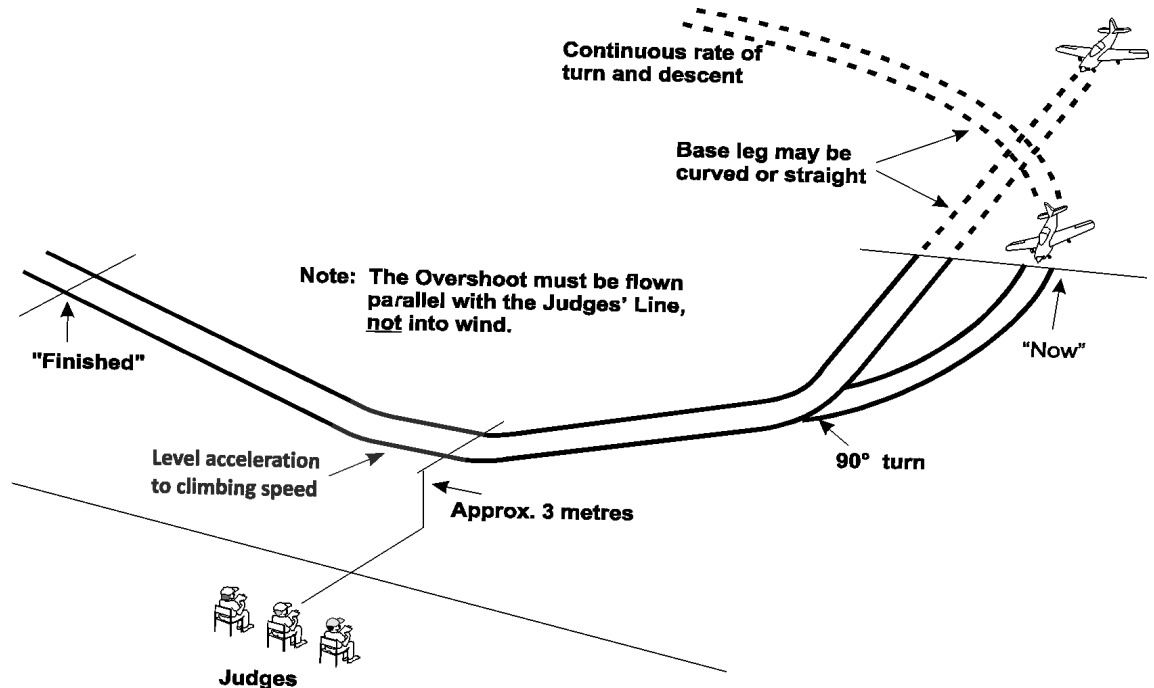 Continuous rate of
turn and descent
Base leg may be
curved or straight
Note: The Overshoot must be flown
parallel with the Judges' Line,
not into wind.
"Finished"
“Now”
90° turn
Level acceleration
to climbing speed
Approx. 3 metres
Judges